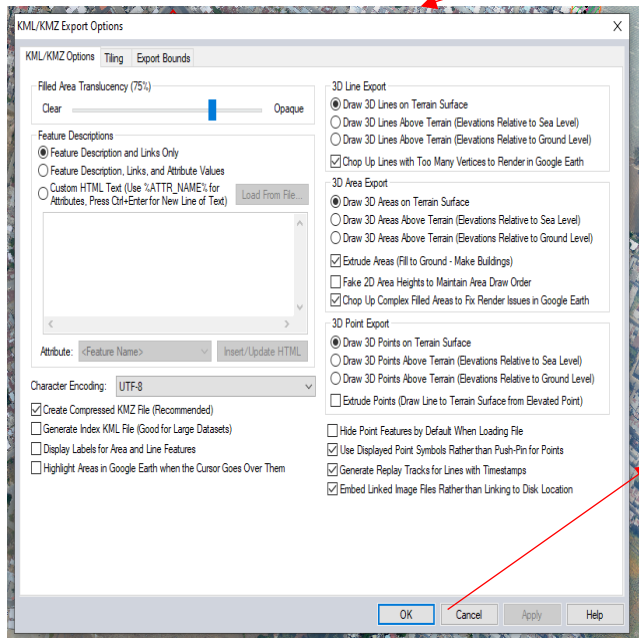 KML/KMZ Export Options
X
KML/KMZ Options Tiling Export Bounds
Filled Area Translucency (75%)
Clear Opaque
Feature Descriptions
Feature Description and Links Only
Feature Description, Links, and Attribute Values
Custom HTML Text (Use %ATTR_NAME% for
Attributes, Press Ctrl+Enter for New Line of Text)
Load From File...
Attribute: <Feature Name> Insert/Update HTML
Character Encoding: UTF-8
Create Compressed KMZ File (Recommended)
Generate Index KML File (Good for Large Datasets)
Display Labels for Area and Line Features
Highlight Areas in Google Earth when the Cursor Goes Over Them
3D Line Export
Draw 3D Lines on Terrain Surface
Draw 3D Lines Above Terrain (Elevations Relative to Sea Level)
Draw 3D Lines Above Terrain (Elevations Relative to Ground Level)
Chop Up Lines with Too Many Vertices to Render in Google Earth
3D Area Export
Draw 3D Areas on Terrain Surface
Draw 3D Areas Above Terrain (Elevations Relative to Sea Level)
Draw 3D Areas Above Terrain (Elevations Relative to Ground Level)
Extrude Areas (Fill to Ground - Make Buildings)
Fake 2D Area Heights to Maintain Area Draw Order
Chop Up Complex Filled Areas to Fix Render Issues in Google Earth
3D Point Export
Draw 3D Points on Terrain Surface
Draw 3D Points Above Terrain (Elevations Relative to Sea Level)
Draw 3D Points Above Terrain (Elevations Relative to Ground Level)
Extrude Points (Draw Line to Terrain Surface from Elevated Point)
Hide Point Features by Default When Loading File
Use Displayed Point Symbols Rather than Push-Pin for Points
Generate Replay Tracks for Lines with Timestamps
Embed Linked Image Files Rather than Linking to Disk Location
OK Cancel Apply Help